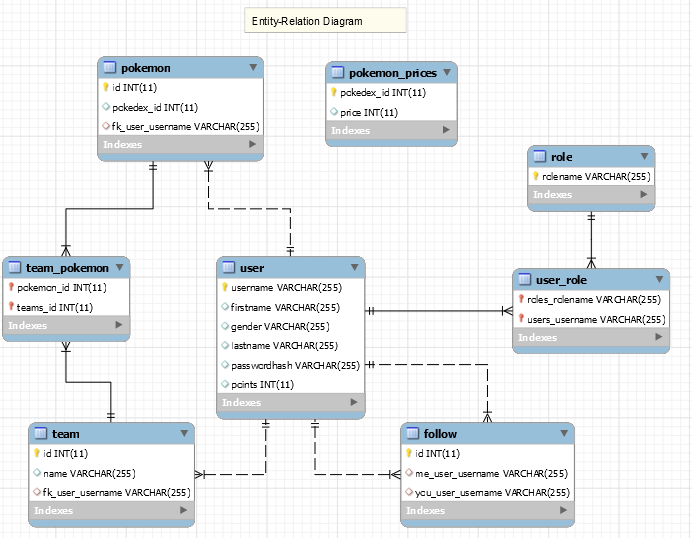 Entity-Relation Diagram
pokemon
id INT(11)
pokedex_id INT(11)
fk_user_username VARCHAR(255)
Indexes
pokemon_prices
pokedex_id INT(11)
price INT(11)
Indexes
role
rolename VARCHAR(255)
Indexes
team_pokemon
pokemon_id INT(11)
teams_id INT(11)
Indexes
user
username VARCHAR(255)
firstname VARCHAR(255)
gender VARCHAR(255)
lastname VARCHAR(255)
passwordhash VARCHAR(255)
points INT(11)
Indexes
user_role
roles_rolename VARCHAR(255)
users_username VARCHAR(255)
Indexes
team
id INT(11)
name VARCHAR(255)
fk_user_username VARCHAR(255)
Indexes
follow
id INT(11)
me_user_username VARCHAR(255)
you_user_username VARCHAR(255)
Indexes